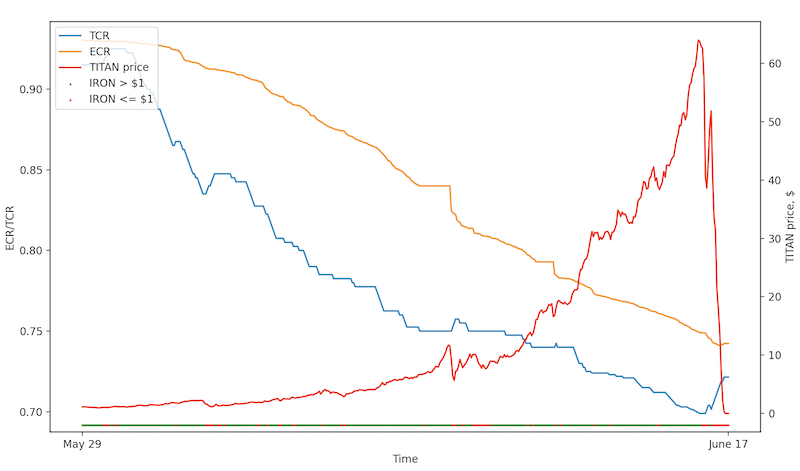 TCR
ECR
TITAN price
IRON > $1
IRON <= $1
0.90
0.85
0.80
0.75
0.70
ECR/TCR
60
50
40
30
20
10
0
TITAN price, $
May 29
June 17
Time